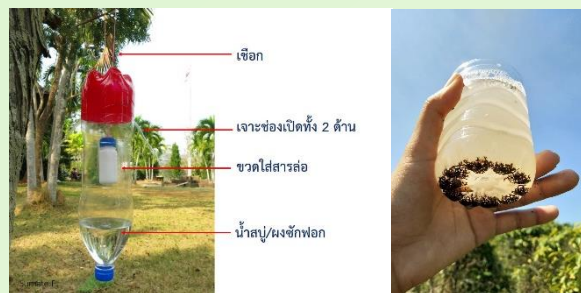 เชือก
เจาะช่องเปิดทั้ง 2 ด้าน
ขวดใส่สารล่อ
น้ำสบู่/ผงซักฟอก